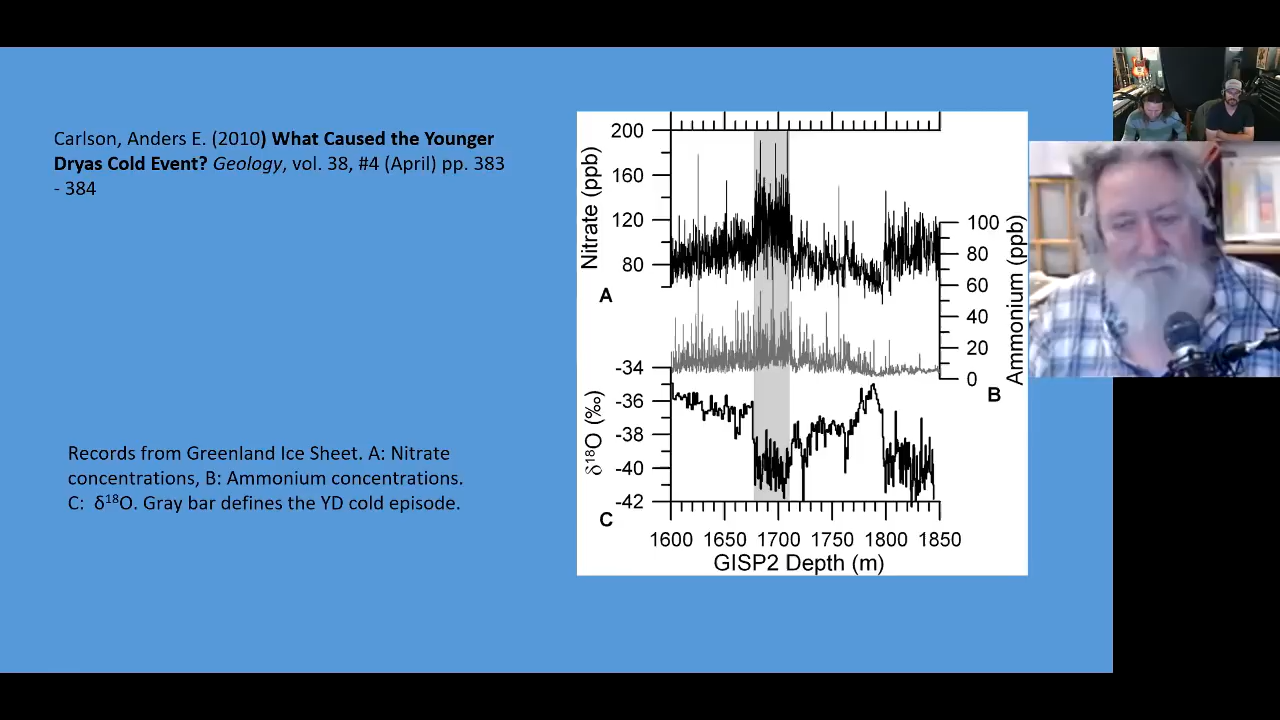 Carlson, Anders E. (2010) What Caused the Younger
Dryas Cold Event? Geology, vol. 38, #4 (April) pp. 383
- 384
Records from Greenland Ice Sheet. A: Nitrate
concentrations, B: Ammonium concentrations.
C: δ¹⁸O. Gray bar defines the YD cold episode.
200
160
120
80
Nitrate (ppb)
A
100
80
60
40
20
0
Ammonium (ppb)
B
-34
-36
-38
-40
-42
δ¹⁸O (‰)
C
1600 1650 1700 1750 1800 1850
GISP2 Depth (m)